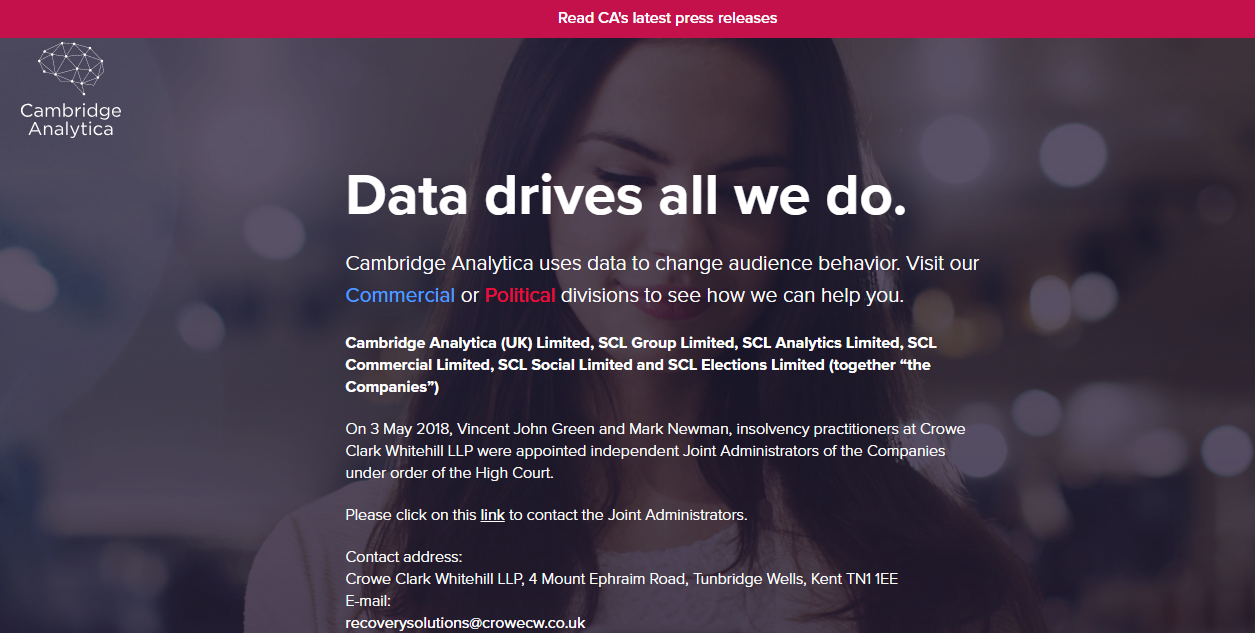 Read CA's latest press releases
Cambridge
Analytica
Data drives all we do.
Cambridge Analytica uses data to change audience behavior. Visit our
Commercial or Political divisions to see how we can help you.
Cambridge Analytica (UK) Limited, SCL Group Limited, SCL Analytics Limited, SCL
Commercial Limited, SCL Social Limited and SCL Elections Limited (together “the
Companies”)
On 3 May 2018, Vincent John Green and Mark Newman, insolvency practitioners at Crowe
Clark Whitehill LLP were appointed independent Joint Administrators of the Companies
under order of the High Court.
Please click on this link to contact the Joint Administrators.
Contact address:
Crowe Clark Whitehill LLP, 4 Mount Ephraim Road, Tunbridge Wells, Kent TN1 1EE
E-mail:
recoverysolutions@crowecw.co.uk